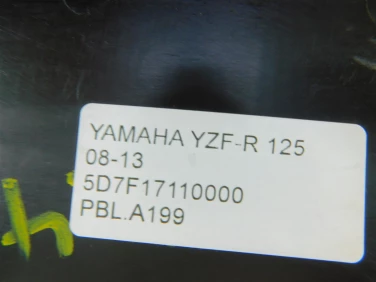 YAMAHA YZF-R 125
08-13
5D7F17110000
PBL.A199